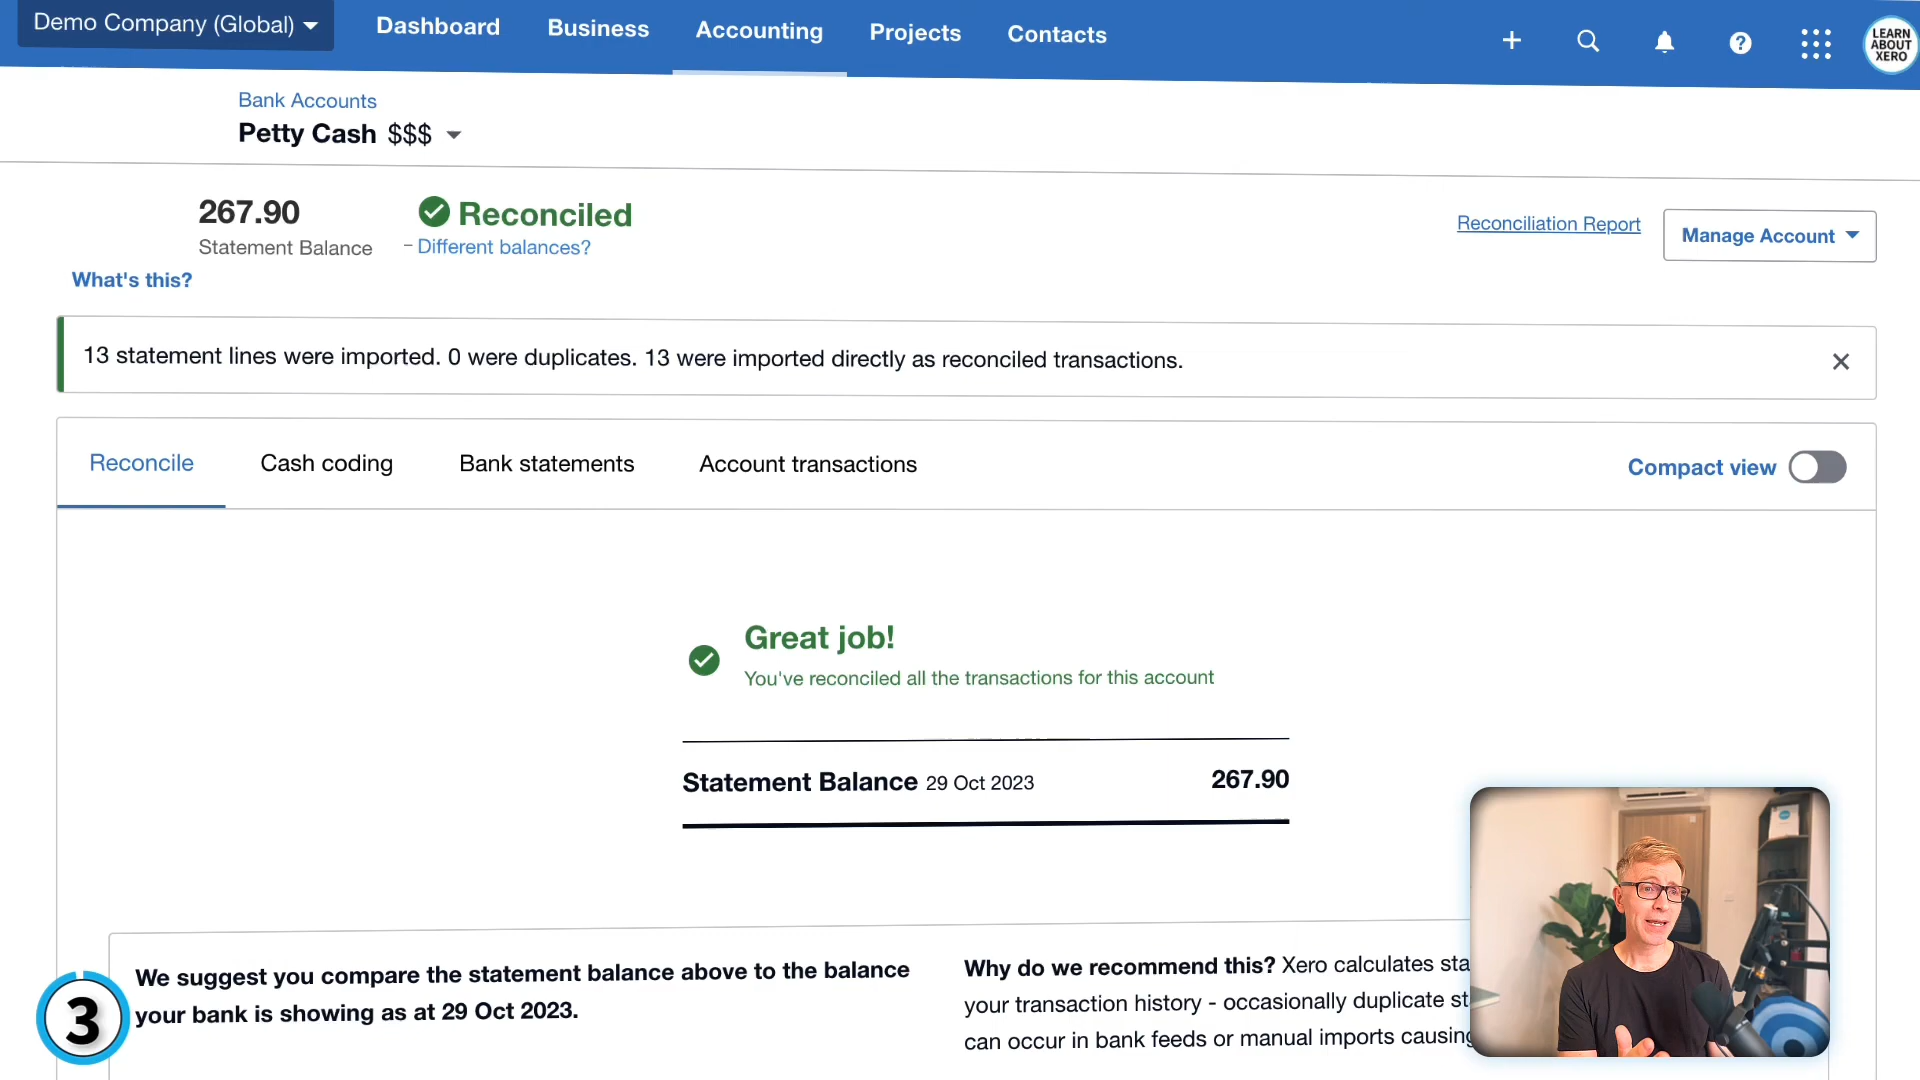 Demo Company (Global)
Dashboard
Business
Accounting
Projects
Contacts
LEARN
ABOUT
XERO
Bank Accounts
Petty Cash $$$
267.90
Statement Balance
Reconciled
- Different balances?
What's this?
Reconciliation Report
Manage Account
13 statement lines were imported. 0 were duplicates. 13 were imported directly as reconciled transactions.
Reconcile
Cash coding
Bank statements
Account transactions
Compact view
Great job!
You've reconciled all the transactions for this account
Statement Balance 29 Oct 2023 267.90
We suggest you compare the statement balance above to the balance
your bank is showing as at 29 Oct 2023.
Why do we recommend this? Xero calculates sta
your transaction history - occasionally duplicate st
can occur in bank feeds or manual imports causing
3